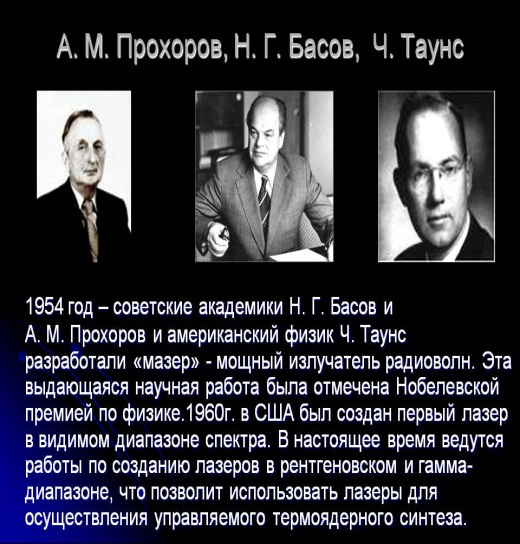 А. М. Прохоров, Н. Г. Басов, Ч. Таунс
1954 год – советские академики Н. Г. Басов и
А. М. Прохоров и американский физик Ч. Таунс
разработали «мазер» - мощный излучатель радиоволн. Эта
выдающаяся научная работа была отмечена Нобелевской
премией по физике.1960г. в США был создан первый лазер
в видимом диапазоне спектра. В настоящее время ведутся
работы по созданию лазеров в рентгеновском и гамма-
диапазоне, что позволит использовать лазеры для
осуществления управляемого термоядерного синтеза.